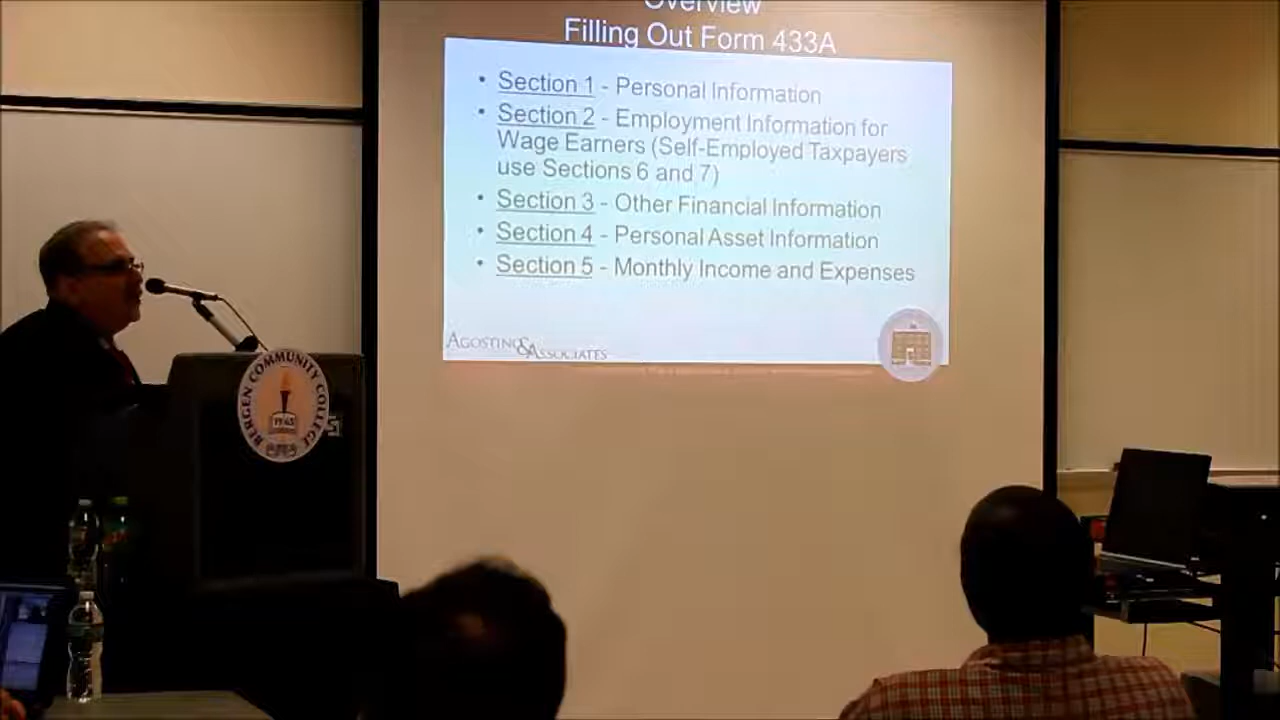 Overview
Filling Out Form 433A
• Section 1 - Personal Information
• Section 2 - Employment Information for
Wage Earners (Self-Employed Taxpayers
use Sections 6 and 7)
• Section 3 - Other Financial Information
• Section 4 - Personal Asset Information
• Section 5 - Monthly Income and Expenses
AGOSTINO & ASSOCIATES
BERGEN COMMUNITY COLLEGE
1965